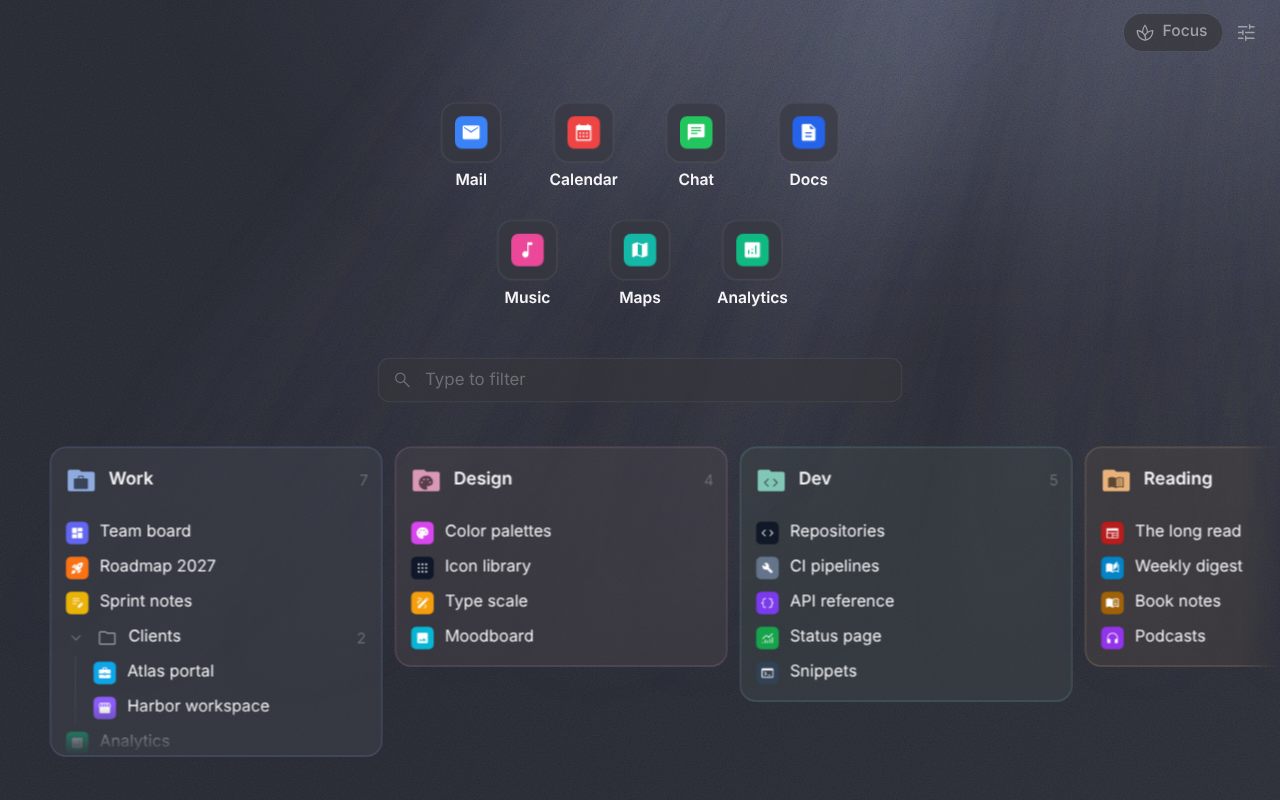 Focus
Mail
Calendar
Chat
Docs
Music
Maps
Analytics
Type to filter
Work 7
Team board
Roadmap 2027
Sprint notes
Clients 2
Atlas portal
Harbor workspace
Analytics
Design 4
Color palettes
Icon library
Type scale
Moodboard
Dev 5
Repositories
CI pipelines
API reference
Status page
Snippets
Reading
The long read
Weekly digest
Book notes
Podcasts